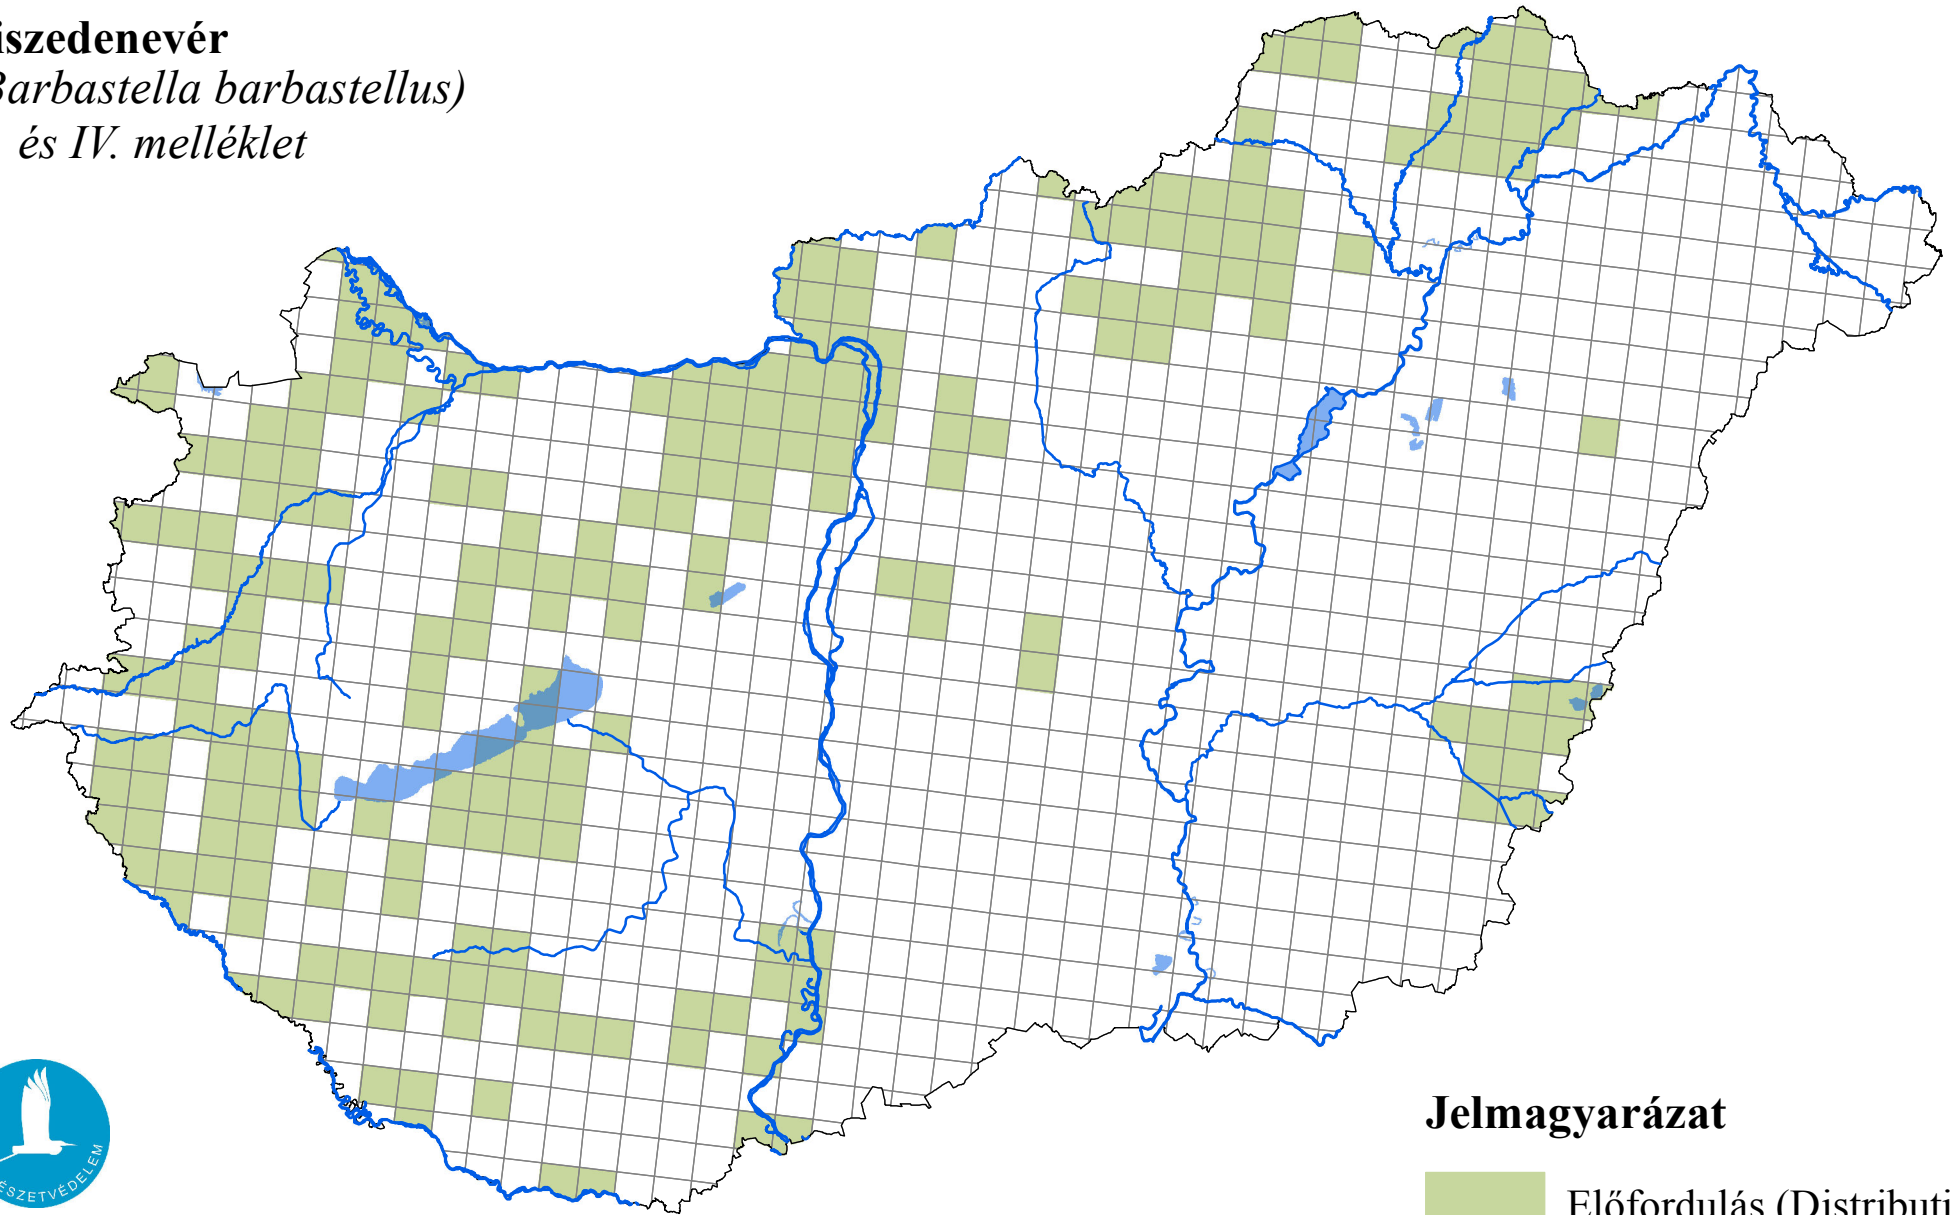 iszedenevér
Barbastella barbastellus)
és IV. melléklet
Jelmagyarázat
Előfordulás (Distributi
ÉSZETVÉDELEM